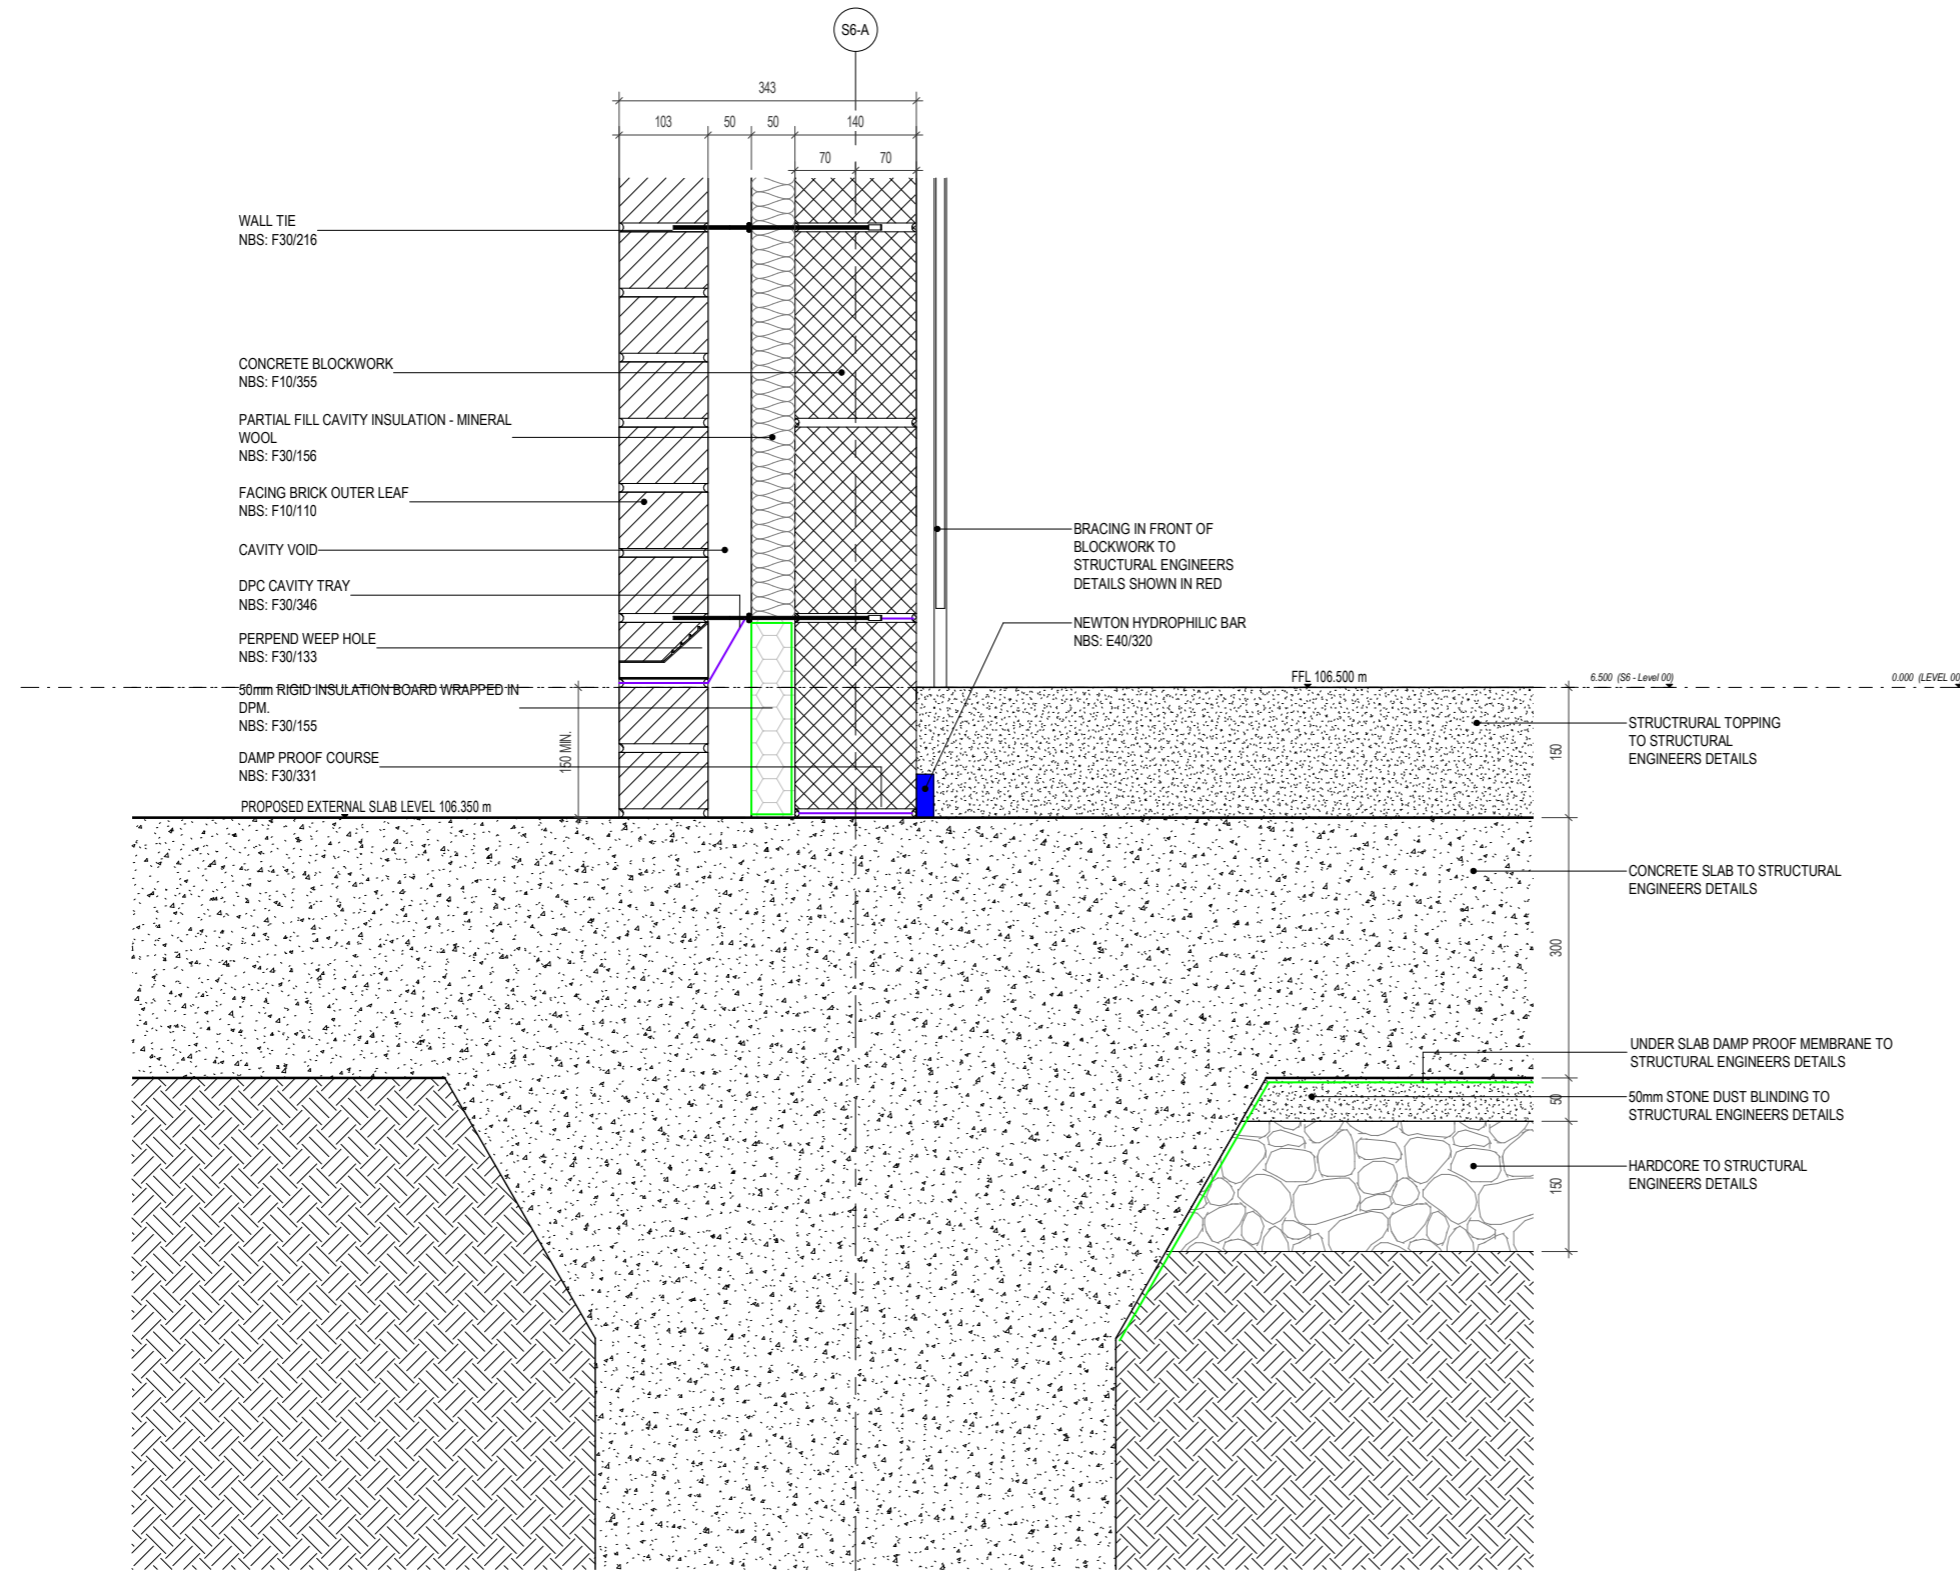 S6-A
343
103
50
50
140
70
70
WALL TIE
NBS: F30/216
CONCRETE BLOCKWORK
NBS: F10/355
PARTIAL FILL CAVITY INSULATION - MINERAL
WOOL
NBS: F30/156
FACING BRICK OUTER LEAF
NBS: F10/110
CAVITY VOID
DPC CAVITY TRAY
NBS: F30/346
PERPEND WEEP HOLE
NBS: F30/133
50mm RIGID INSULATION BOARD WRAPPED IN
DPM.
NBS: F30/155
DAMP PROOF COURSE
NBS: F30/331
PROPOSED EXTERNAL SLAB LEVEL 106.350 m
150 MIN.
BRACING IN FRONT OF
BLOCKWORK TO
STRUCTURAL ENGINEERS
DETAILS SHOWN IN RED
NEWTON HYDROPHILIC BAR
NBS: E40/320
FFL 106.500 m
6.500 (S6 - Level 00)
0.000 (LEVEL 00
STRUCTRURAL TOPPING
TO STRUCTURAL
ENGINEERS DETAILS
150
CONCRETE SLAB TO STRUCTURAL
ENGINEERS DETAILS
300
UNDER SLAB DAMP PROOF MEMBRANE TO
STRUCTURAL ENGINEERS DETAILS
50
50mm STONE DUST BLINDING TO
STRUCTURAL ENGINEERS DETAILS
HARDCORE TO STRUCTURAL
ENGINEERS DETAILS
150